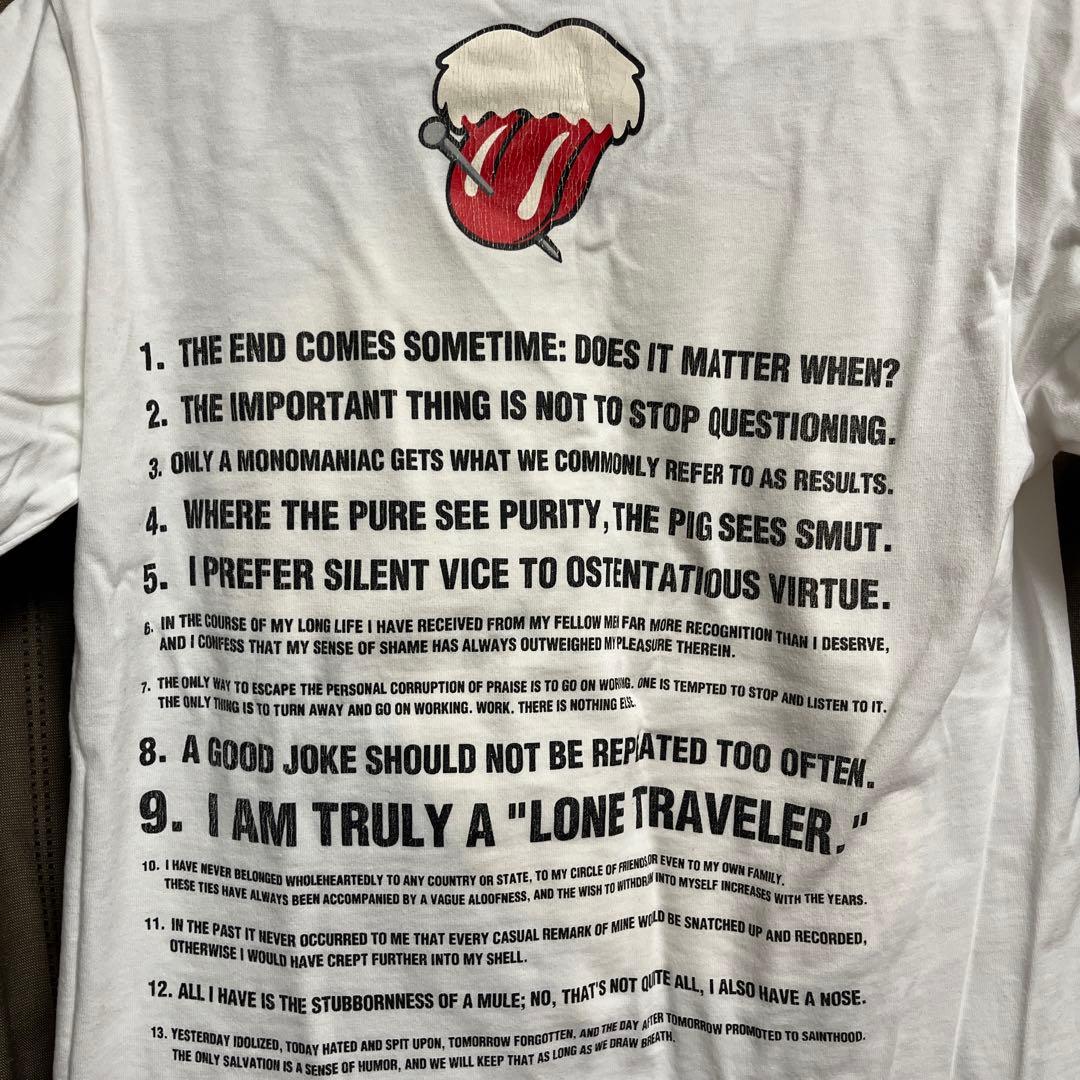 1. THE END COMES SOMETIME: DOES IT MATTER WHEN?
2. THE IMPORTANT THING IS NOT TO STOP QUESTIONING.
3. ONLY A MONOMANIAC GETS WHAT WE COMMONLY REFER TO AS RESULTS.
4. WHERE THE PURE SEE PURITY, THE PIG SEES SMUT.
5. I PREFER SILENT VICE TO OSTENTATIOUS VIRTUE.
6. IN THE COURSE OF MY LONG LIFE I HAVE RECEIVED FROM MY FELLOW MEN FAR MORE RECOGNITION THAN I DESERVE,
AND I CONFESS THAT MY SENSE OF SHAME HAS ALWAYS OUTWEIGHED MY PLEASURE THEREIN.
7. THE ONLY WAY TO ESCAPE THE PERSONAL CORRUPTION OF PRAISE IS TO GO ON WORKING. ONE IS TEMPTED TO STOP AND LISTEN TO IT.
THE ONLY THING IS TO TURN AWAY AND GO ON WORKING. WORK. THERE IS NOTHING ELSE.
8. A GOOD JOKE SHOULD NOT BE REPEATED TOO OFTEN.
9. I AM TRULY A "LONE TRAVELER."
10. I HAVE NEVER BELONGED WHOLEHEARTEDLY TO ANY COUNTRY OR STATE, TO MY CIRCLE OF FRIENDS OR EVEN TO MY OWN FAMILY.
THESE TIES HAVE ALWAYS BEEN ACCOMPANIED BY A VAGUE ALOOFNESS, AND THE WISH TO WITHDRAW INTO MYSELF INCREASES WITH THE YEARS.
11. IN THE PAST IT NEVER OCCURRED TO ME THAT EVERY CASUAL REMARK OF MINE WOULD BE SNATCHED UP AND RECORDED,
OTHERWISE I WOULD HAVE CREPT FURTHER INTO MY SHELL.
12. ALL I HAVE IS THE STUBBORNNESS OF A MULE; NO, THAT'S NOT QUITE ALL, I ALSO HAVE A NOSE.
13. YESTERDAY IDOLIZED, TODAY HATED AND SPIT UPON, TOMORROW FORGOTTEN, AND THE DAY AFTER TOMORROW PROMOTED TO SAINTHOOD.
THE ONLY SALVATION IS A SENSE OF HUMOR, AND WE WILL KEEP THAT AS LONG AS WE DRAW BREATH.